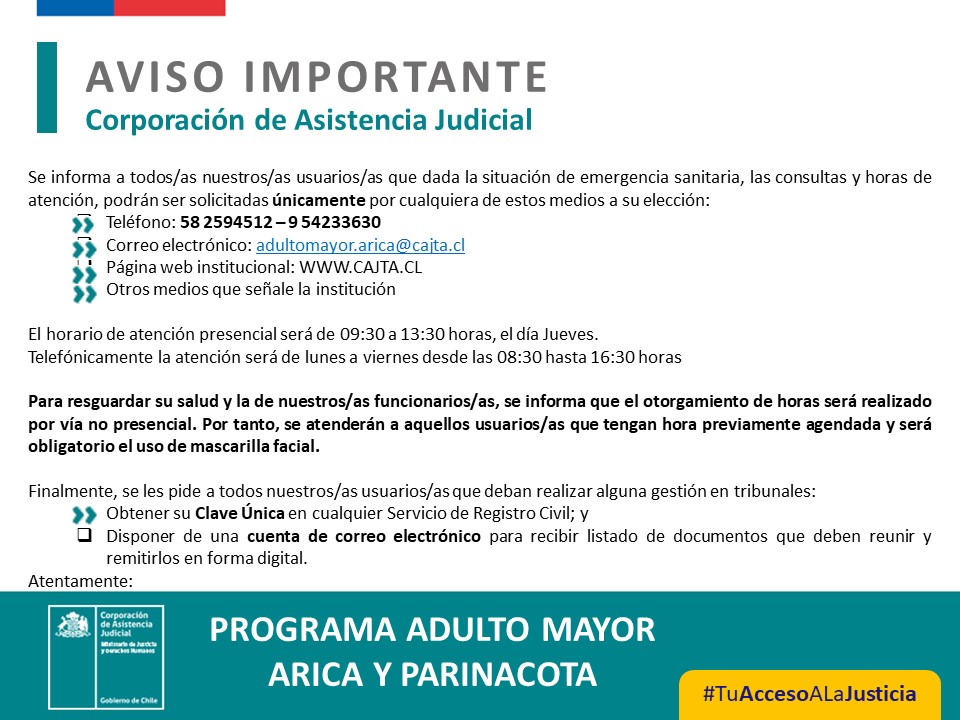 AVISO IMPORTANTE
Corporación de Asistencia Judicial
Se informa a todos/as nuestros/as usuarios/as que dada la situación de emergencia sanitaria, las consultas y horas de
atención, podrán ser solicitadas únicamente por cualquiera de estos medios a su elección:
Teléfono: 58 2594512 – 9 54233630
Correo electrónico: adultomayor.arica@cajta.cl
Página web institucional: WWW.CAJTA.CL
Otros medios que señale la institución
El horario de atención presencial será de 09:30 a 13:30 horas, el día Jueves.
Telefónicamente la atención será de lunes a viernes desde las 08:30 hasta 16:30 horas
Para resguardar su salud y la de nuestros/as funcionarios/as, se informa que el otorgamiento de horas será realizado
por vía no presencial. Por tanto, se atenderán a aquellos usuarios/as que tengan hora previamente agendada y será
obligatorio el uso de mascarilla facial.
Finalmente, se les pide a todos nuestros/as usuarios/as que deban realizar alguna gestión en tribunales:
Obtener su Clave Única en cualquier Servicio de Registro Civil; y
Disponer de una cuenta de correo electrónico para recibir listado de documentos que deben reunir y
remitirlos en forma digital.
Atentamente:
Corporación
de Asistencia
Judicial
Ministerio de Justicia
y Derechos Humanos
Gobierno de Chile
PROGRAMA ADULTO MAYOR
ARICA Y PARINACOTA
#TuAccesoALaJusticia